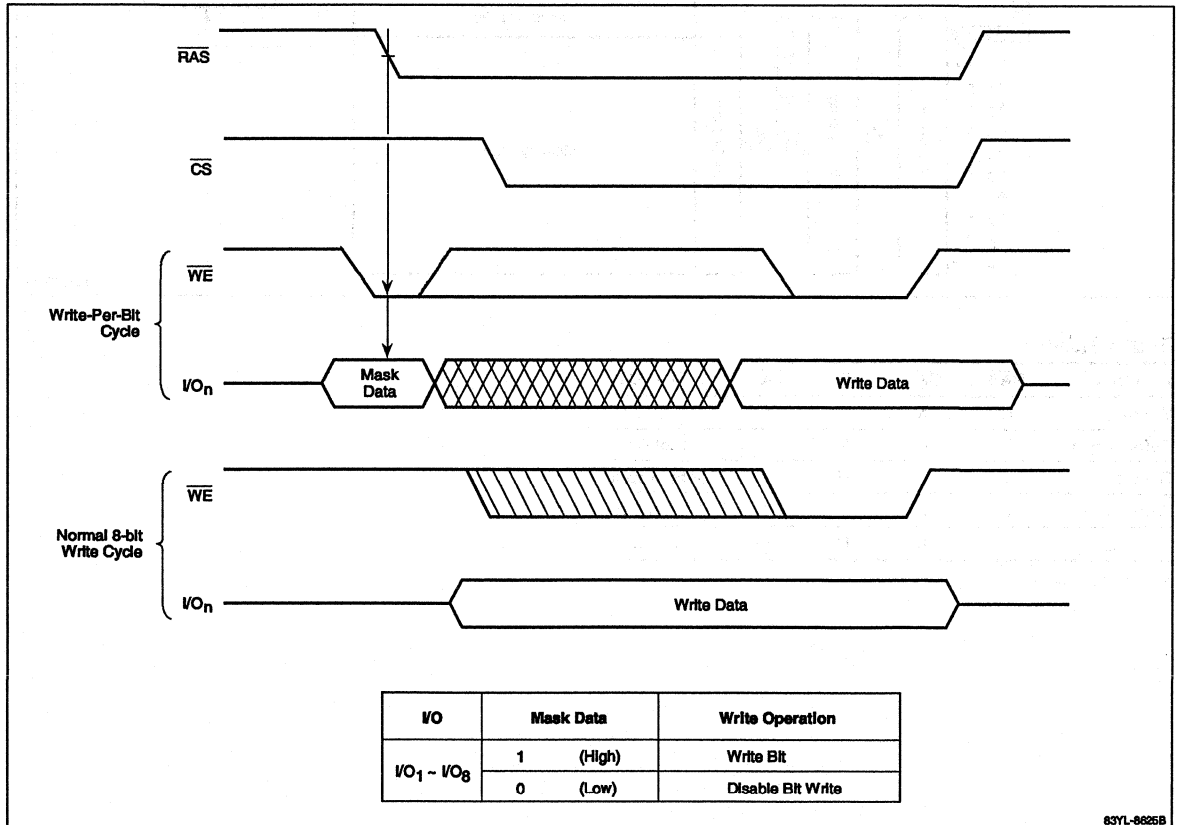 RAS
CS
WE
Write-Per-Bit
Cycle
I/On
Mask
Data
Write Data
WE
Normal 8-bit
Write Cycle
I/On
Write Data
I/O Mask Data Write Operation
I/O1 ~ I/O8 1 (High) Write Bit
0 (Low) Disable Bit Write
83YL-8625B